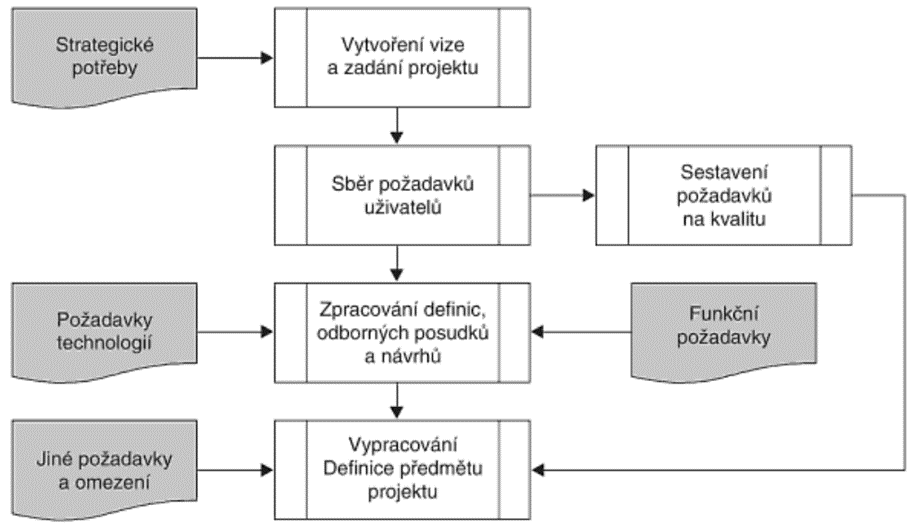 Strategické
potřeby
Vytvoření vize
a zadání projektu
Sběr požadavků
uživatelů
Sestavení
požadavků
na kvalitu
Požadavky
technologií
Zpracování definic,
odborných posudků
a návrhů
Funkční
požadavky
Jiné požadavky
a omezení
Vypracování
Definice předmětu
projektu